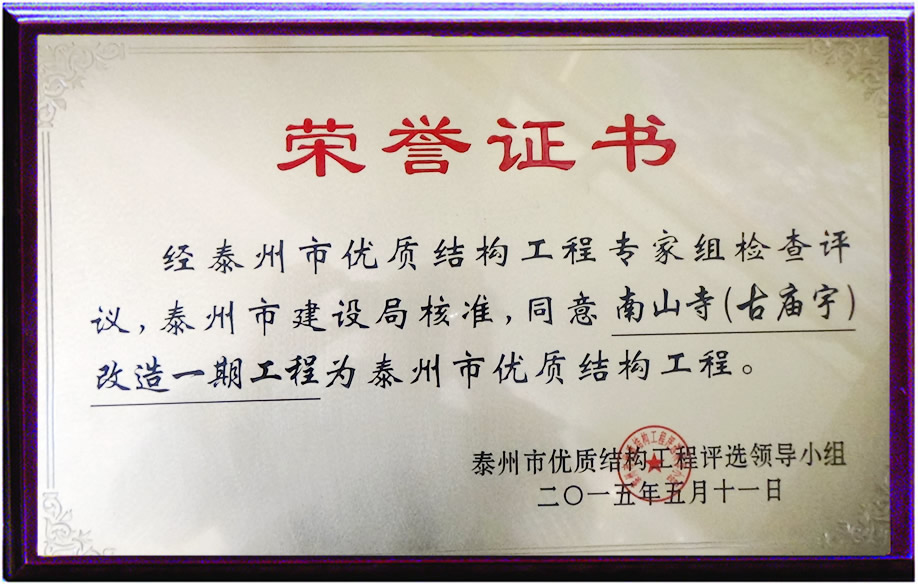 荣誉证书
经泰州市优质结构工程专家组检查评
议，泰州市建设局核准，同意南山寺(古庙宇)
改造一期工程为泰州市优质结构工程。
泰州市优质结构工程评选领导小组
二〇一五年五月十一日